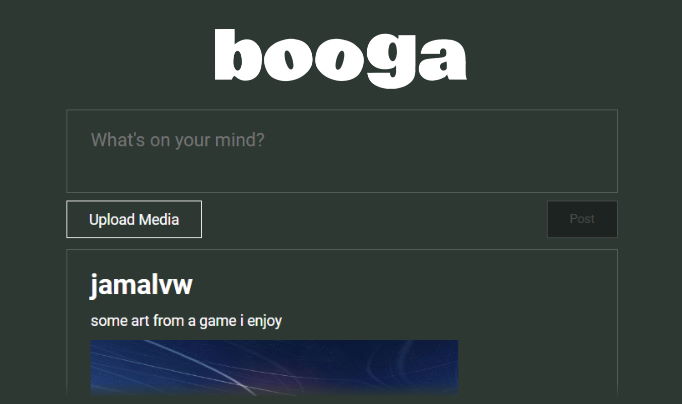 booga
What's on your mind?
Upload Media
Post
jamalvw
some art from a game i enjoy